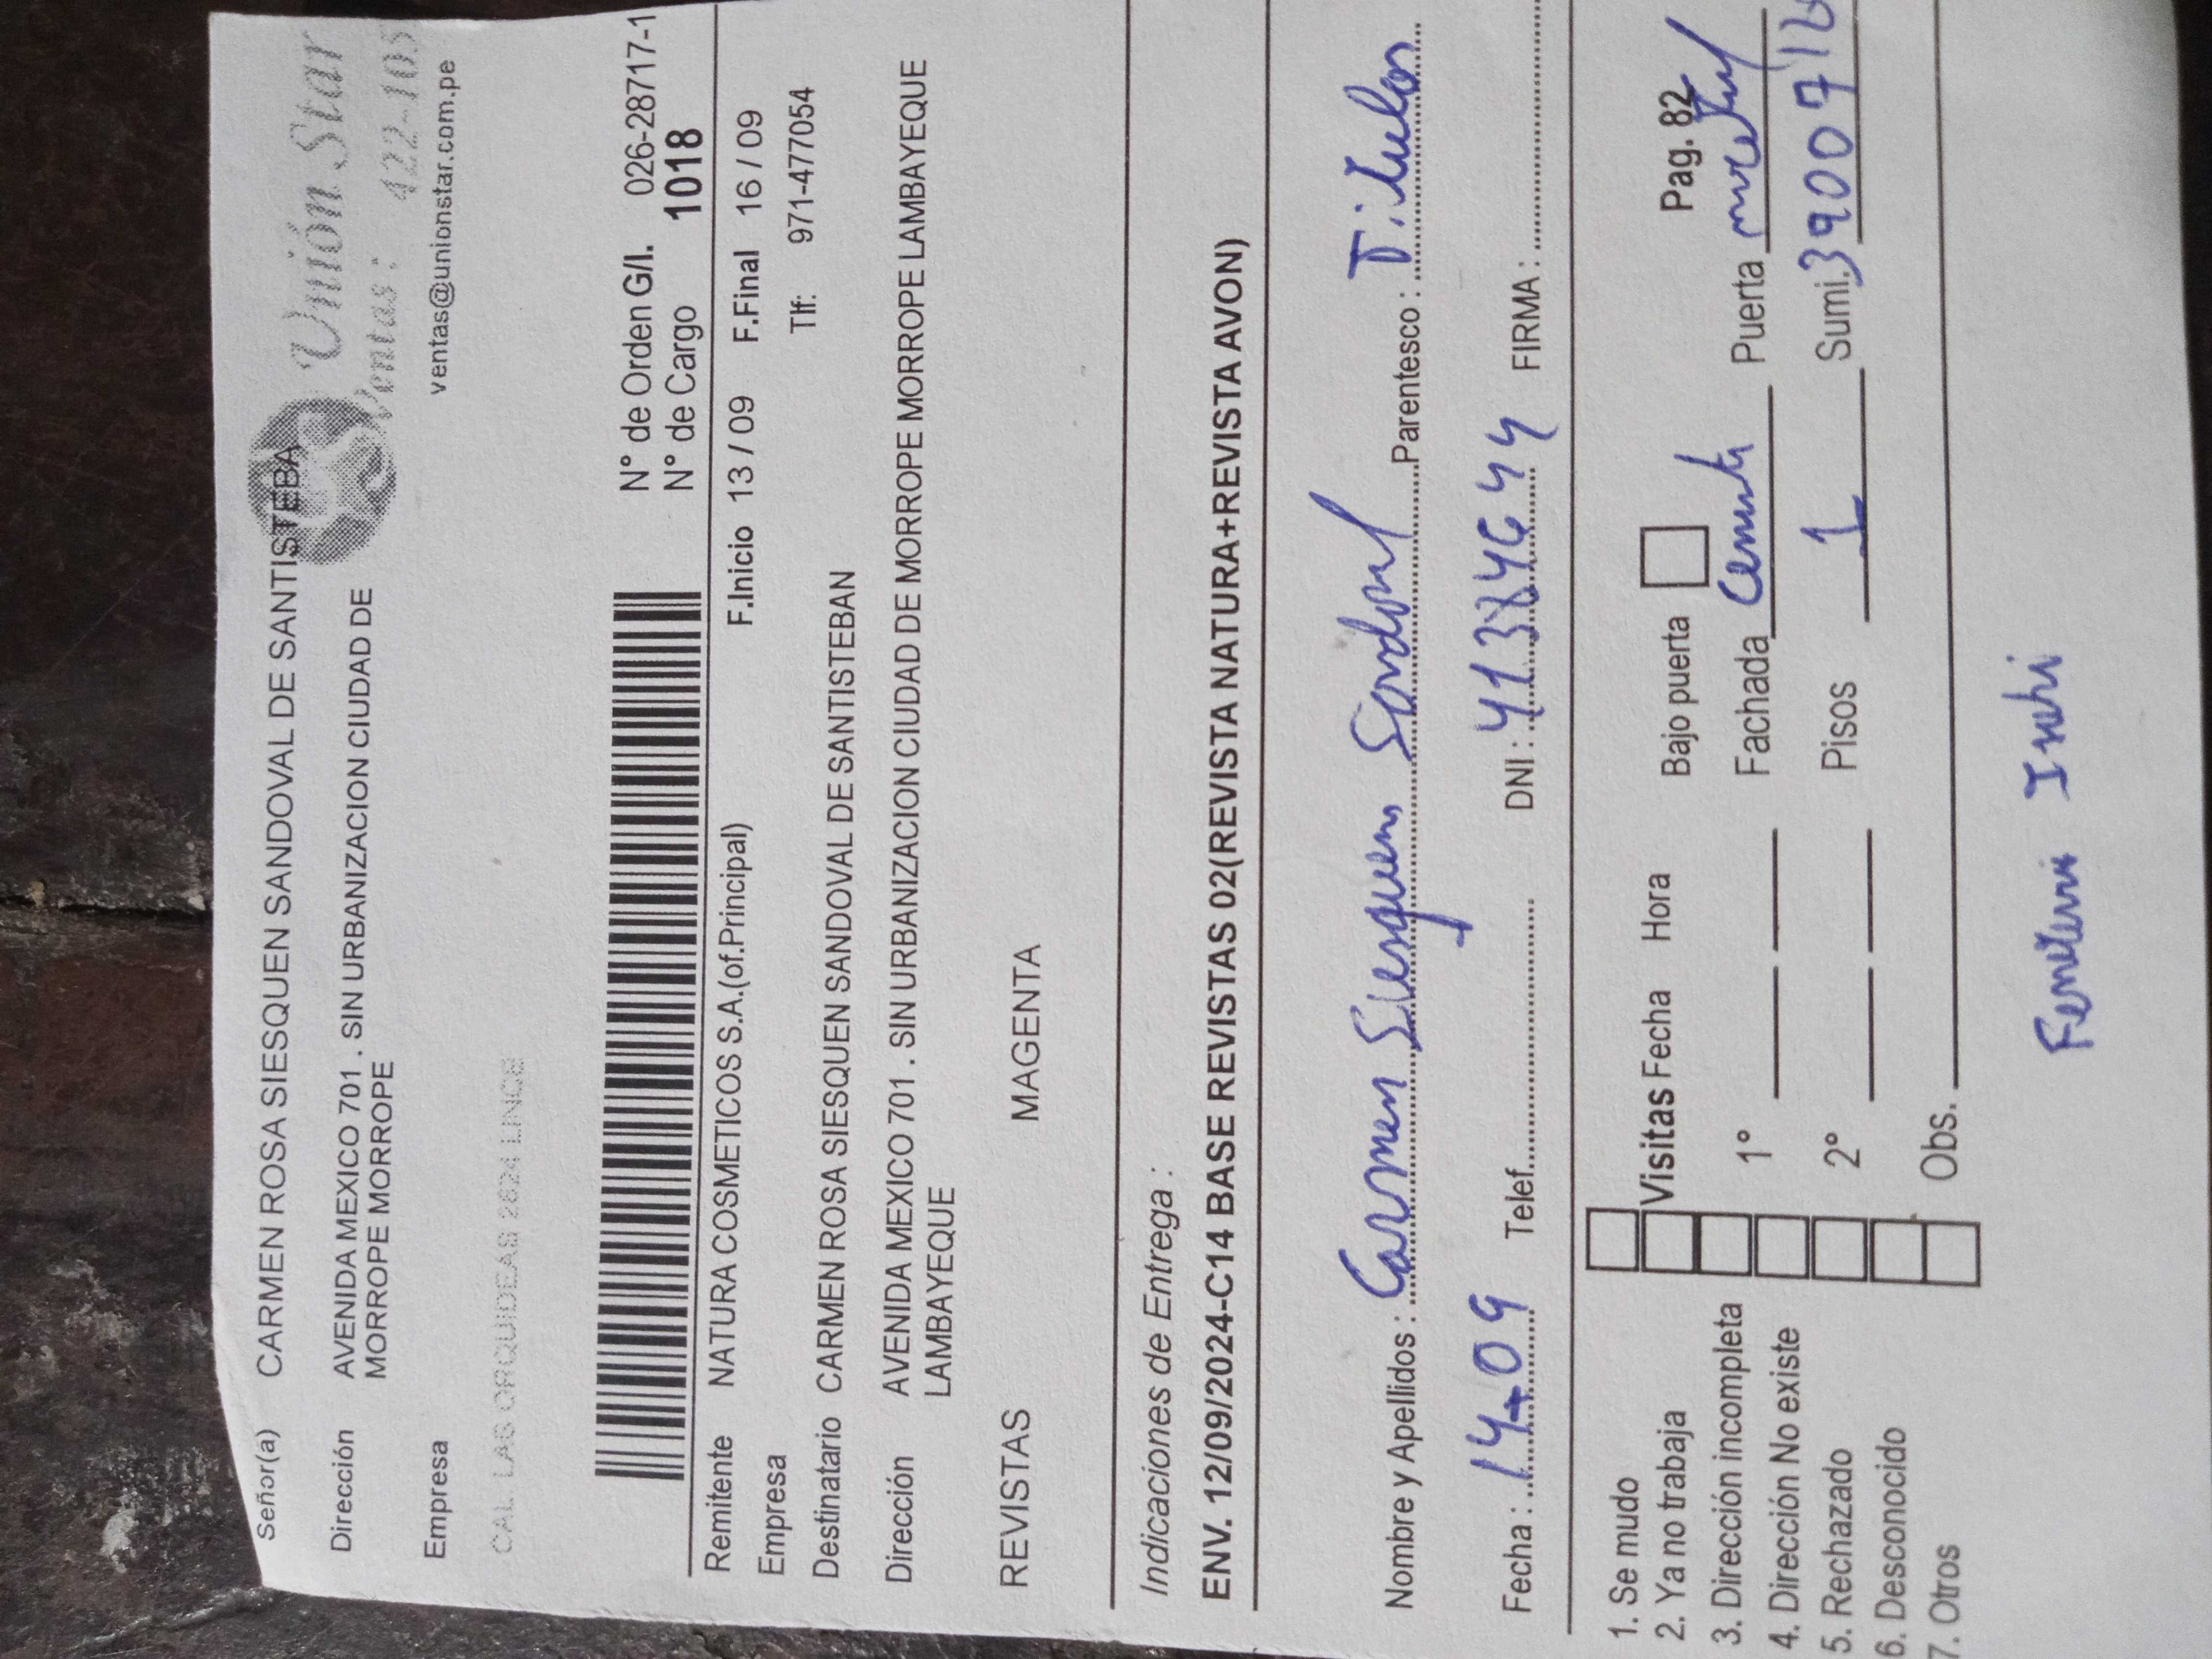 Señor(a) CARMEN ROSA SIESQUEN SANDOVAL DE SANTISTEBA
Unión Star
Ventas: 422-105
ventas@unionstar.com.pe
Dirección AVENIDA MEXICO 701 . SIN URBANIZACION CIUDAD DE
MORROPE MORROPE
Empresa
CAL. LAS ORQUIDEAS 2624 LINCE
N° de Orden G/I. 026-28717-1
N° de Cargo 1018
Remitente NATURA COSMETICOS S.A.(of.Principal) F.Inicio 13 / 09 F.Final 16 / 09
Empresa Tlf: 971-477054
Destinatario CARMEN ROSA SIESQUEN SANDOVAL DE SANTISTEBAN
Dirección AVENIDA MEXICO 701 . SIN URBANIZACION CIUDAD DE MORROPE MORROPE LAMBAYEQUE
LAMBAYEQUE
REVISTAS MAGENTA
Indicaciones de Entrega :
ENV. 12/09/2024-C14 BASE REVISTAS 02(REVISTA NATURA+REVISTA AVON)
Nombre y Apellidos : Carmen Siesquen Sandoval Parentesco : Titular
Fecha : 14-09 Telef. DNI : 41384644 FIRMA :
1. Se mudo
2. Ya no trabaja
3. Dirección incompleta
4. Dirección No existe
5. Rechazado
6. Desconocido
7. Otros
Visitas Fecha Hora Bajo puerta Pag. 82
1° Fachada Cemento Puerta
2° Pisos 1 Sumi.
Obs.